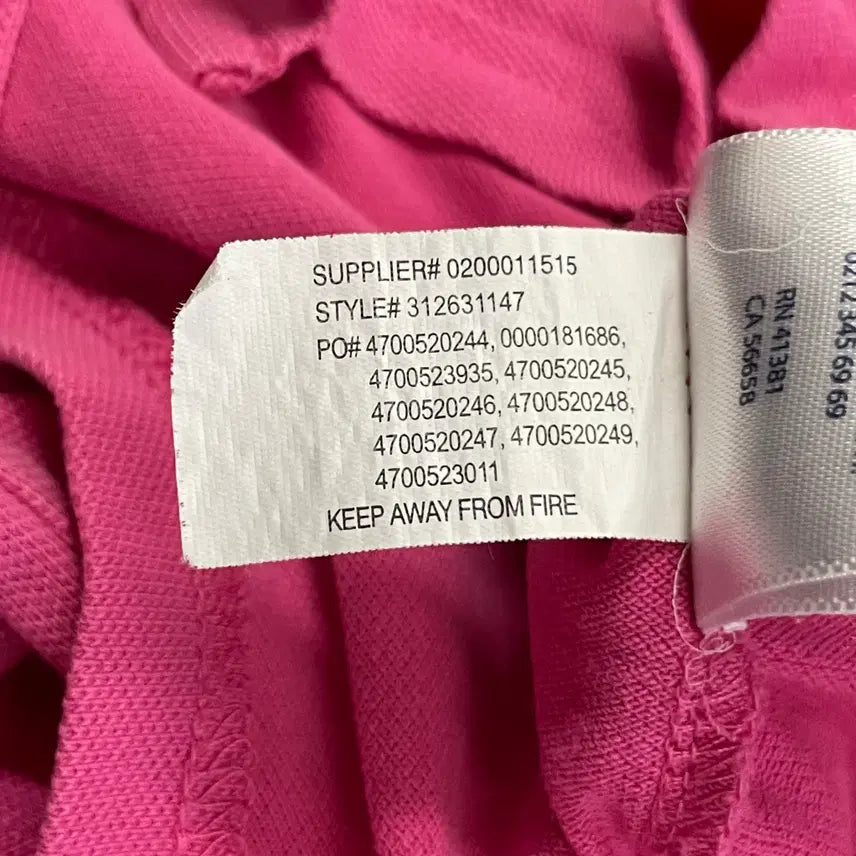 SUPPLIER# 0200011515
STYLE# 312631147
PO# 4700520244, 0000181686,
4700523935, 4700520245,
4700520246, 4700520248,
4700520247, 4700520249,
4700523011
KEEP AWAY FROM FIRE
0212 345 69 69
RN 41381
CA 56658